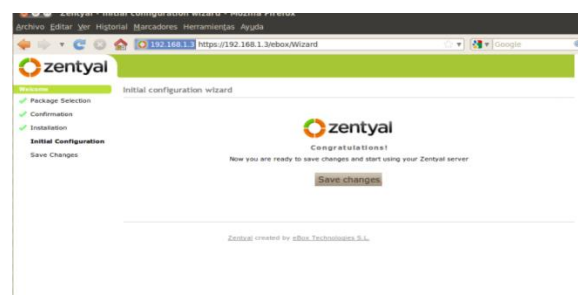 Zentyal - Initial configuration wizard - Mozilla Firefox
Archivo Editar Ver Historial Marcadores Herramientas Ayuda
192.168.1.3 https://192.168.1.3/ebox/Wizard
Google
zentyal
Welcome
Package Selection
Confirmation
Installation
Initial Configuration
Save Changes
Initial configuration wizard
zentyal
Congratulations!
Now you are ready to save changes and start using your Zentyal server
Save changes
Zentyal created by eBox Technologies S.L.